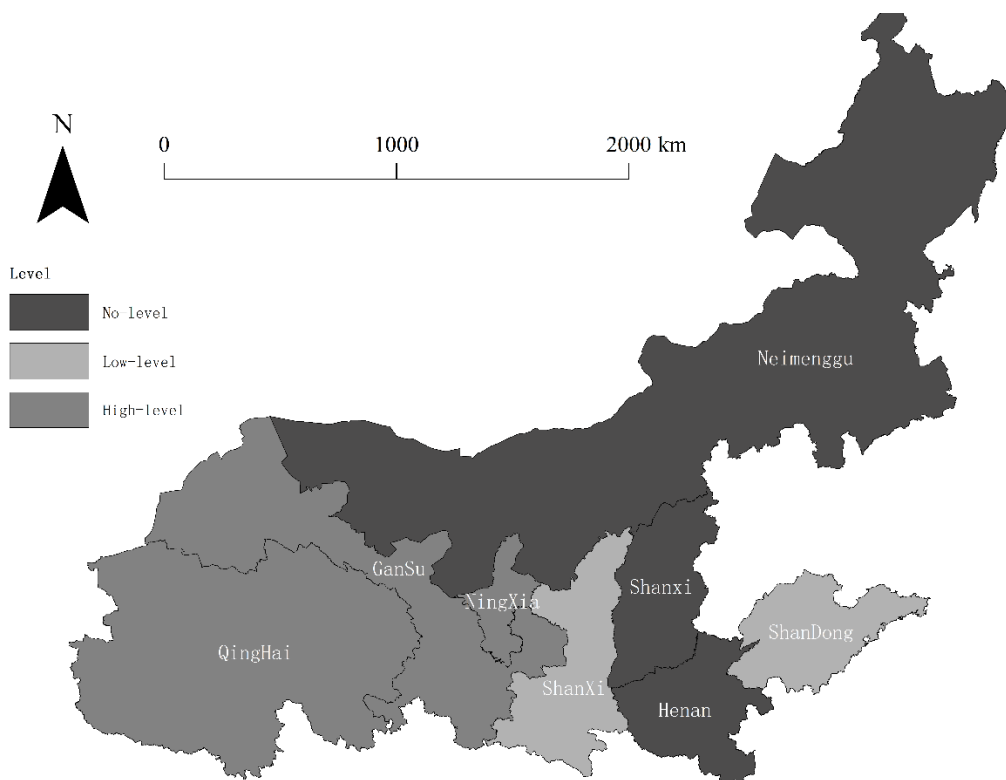 N
0 1000 2000 km
Level
No-level
Low-level
High-level
Neimenggu
GanSu
NingXia
Shanxi
ShanDong
QingHai
ShanXi
Henan